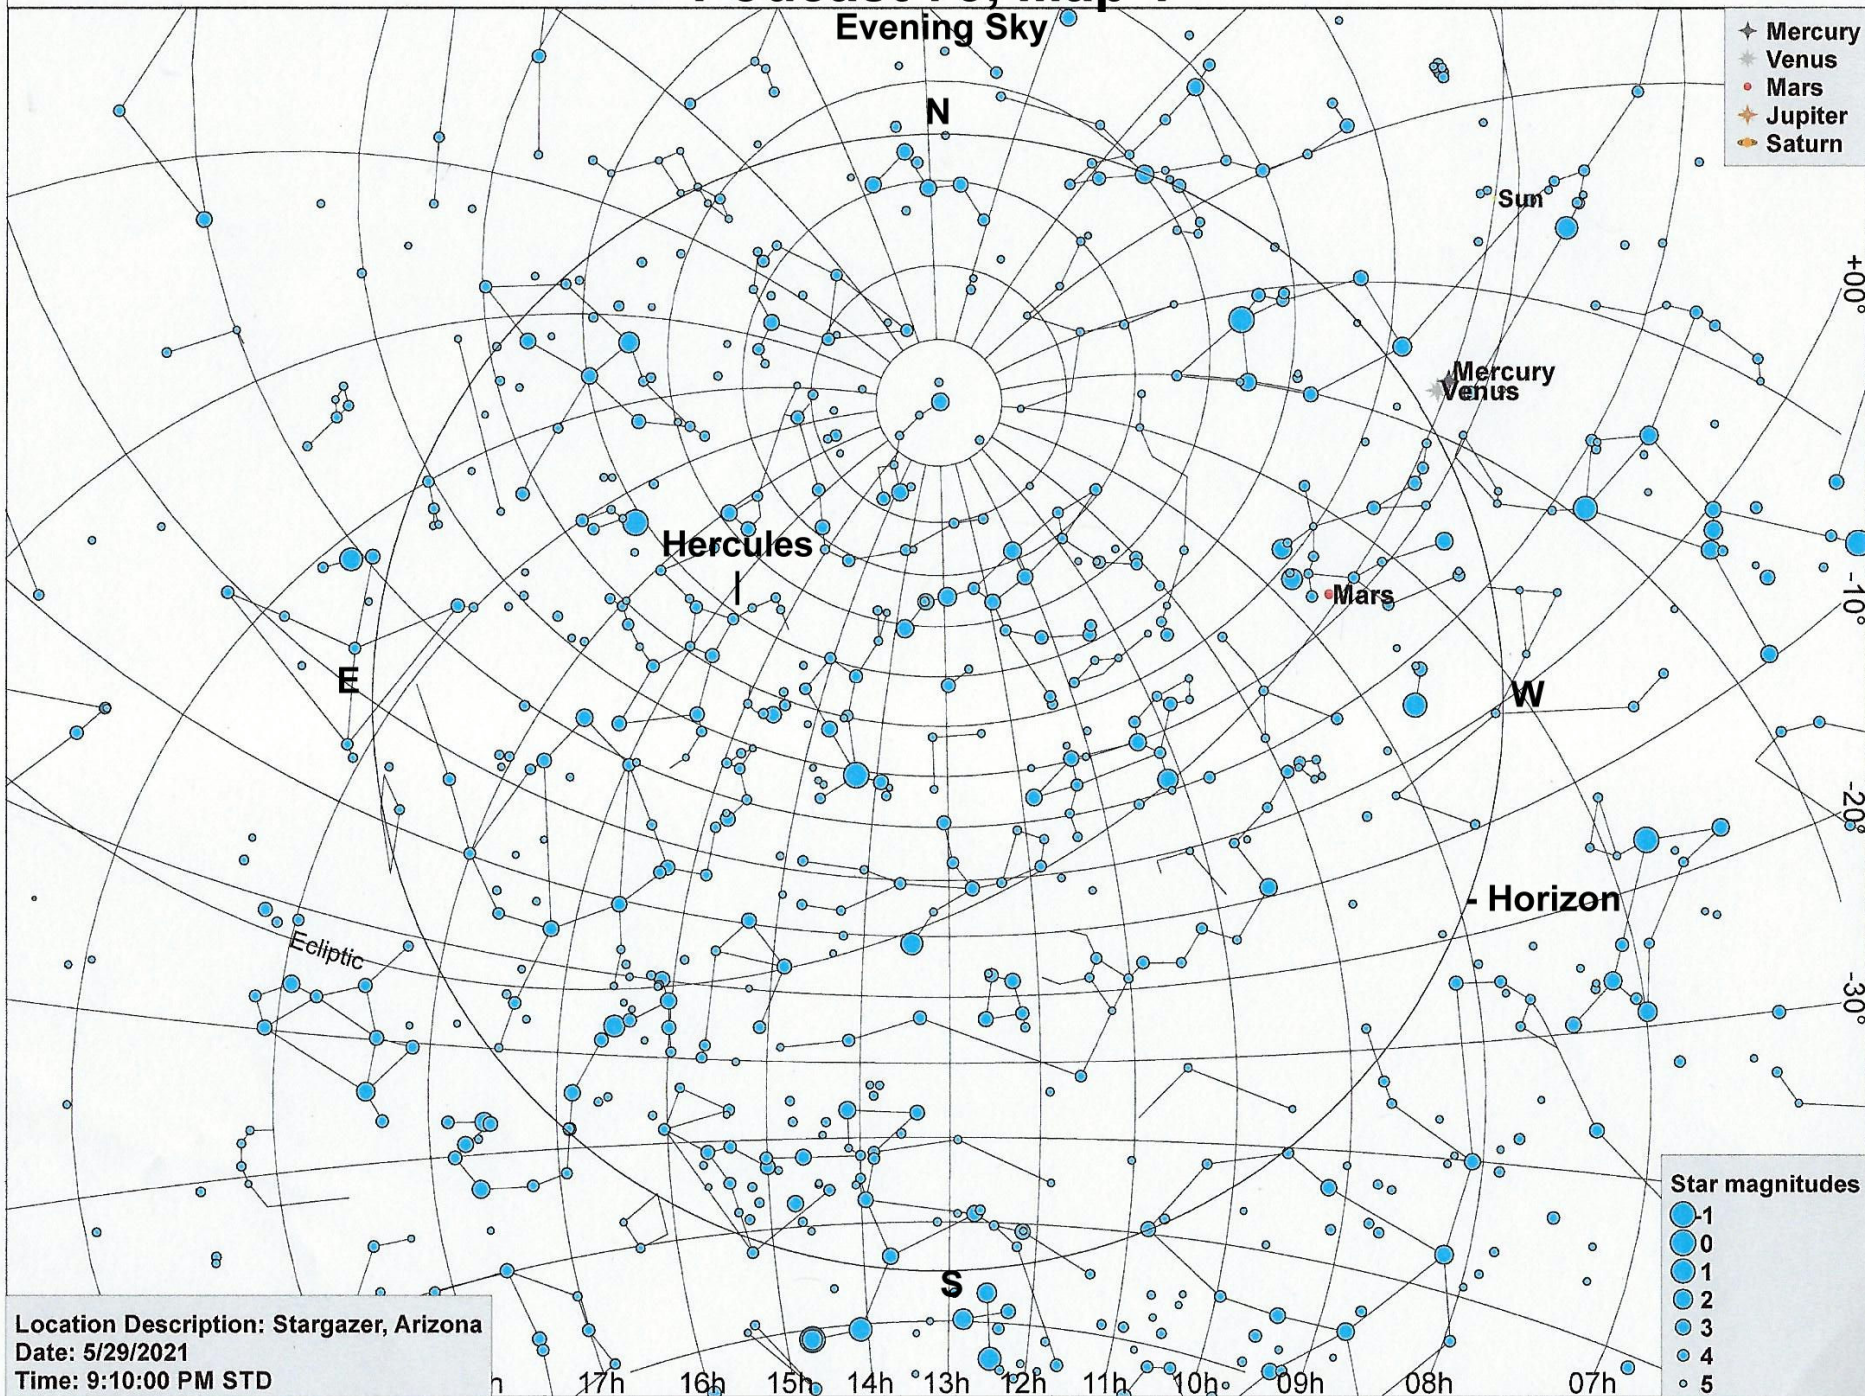 Evening Sky
Mercury
Venus
Mars
Jupiter
Saturn
N
Sun
+00°
Mercury
Venus
Hercules
Mars
-10°
E
W
-20°
- Horizon
Ecliptic
-30°
Star magnitudes
-1
0
1
2
3
4
5
S
Location Description: Stargazer, Arizona
Date: 5/29/2021
Time: 9:10:00 PM STD
17h 16h 15h 14h 13h 12h 11h 10h 09h 08h 07h